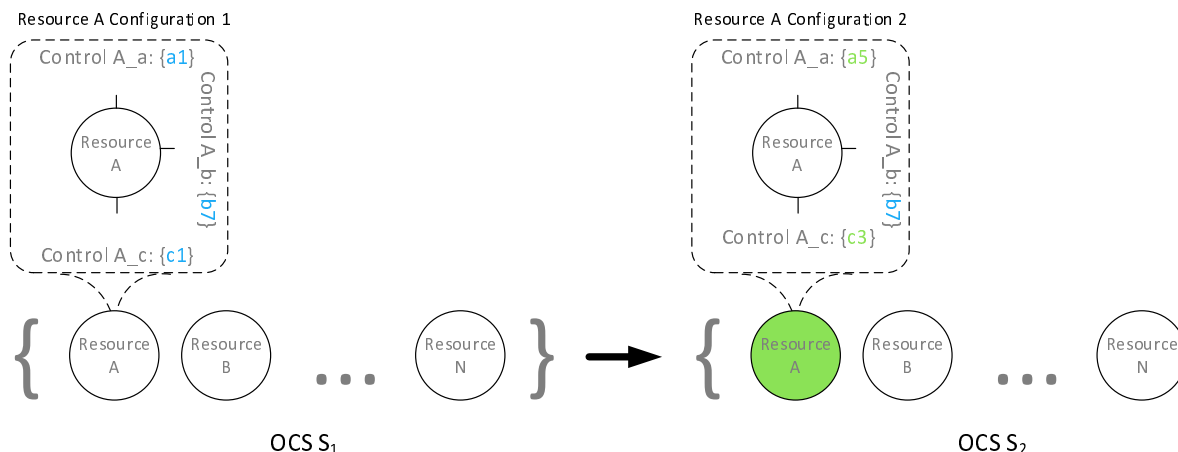 Resource A Configuration 1
Control A_a: {a1}
Control A_b: {b7}
Resource
A
Control A_c: {c1}
{
Resource
A
Resource
B
...
Resource
N
}
OCS S₁
Resource A Configuration 2
Control A_a: {a5}
Control A_b: {b7}
Resource
A
Control A_c: {c3}
{
Resource
A
Resource
B
...
Resource
N
OCS S₂